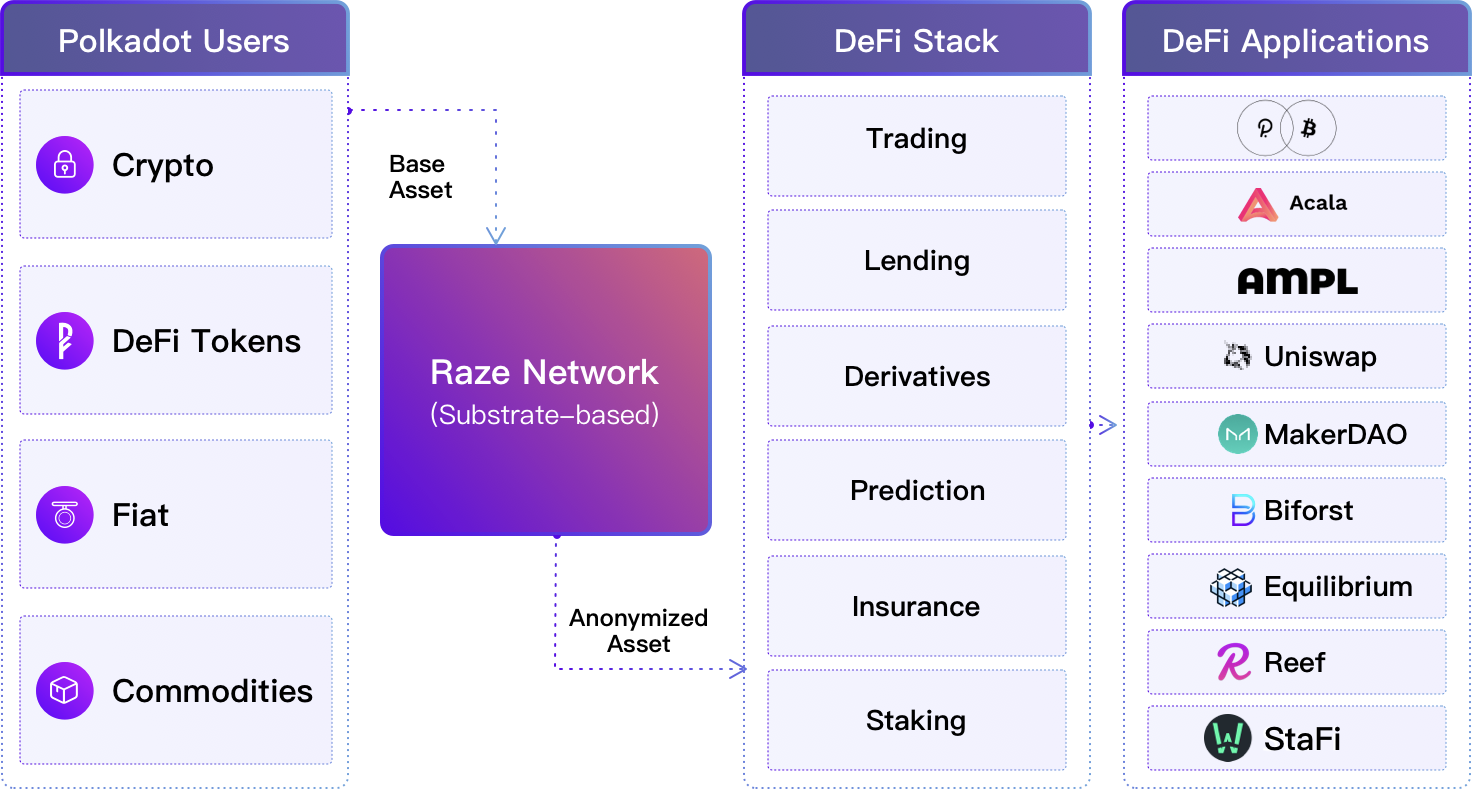 Polkadot Users
Crypto
DeFi Tokens
Fiat
Commodities
Base
Asset
Raze Network
(Substrate-based)
Anonymized
Asset
DeFi Stack
Trading
Lending
Derivatives
Prediction
Insurance
Staking
DeFi Applications
Acala
AMPL
Uniswap
MakerDAO
Biforst
Equilibrium
Reef
StaFi